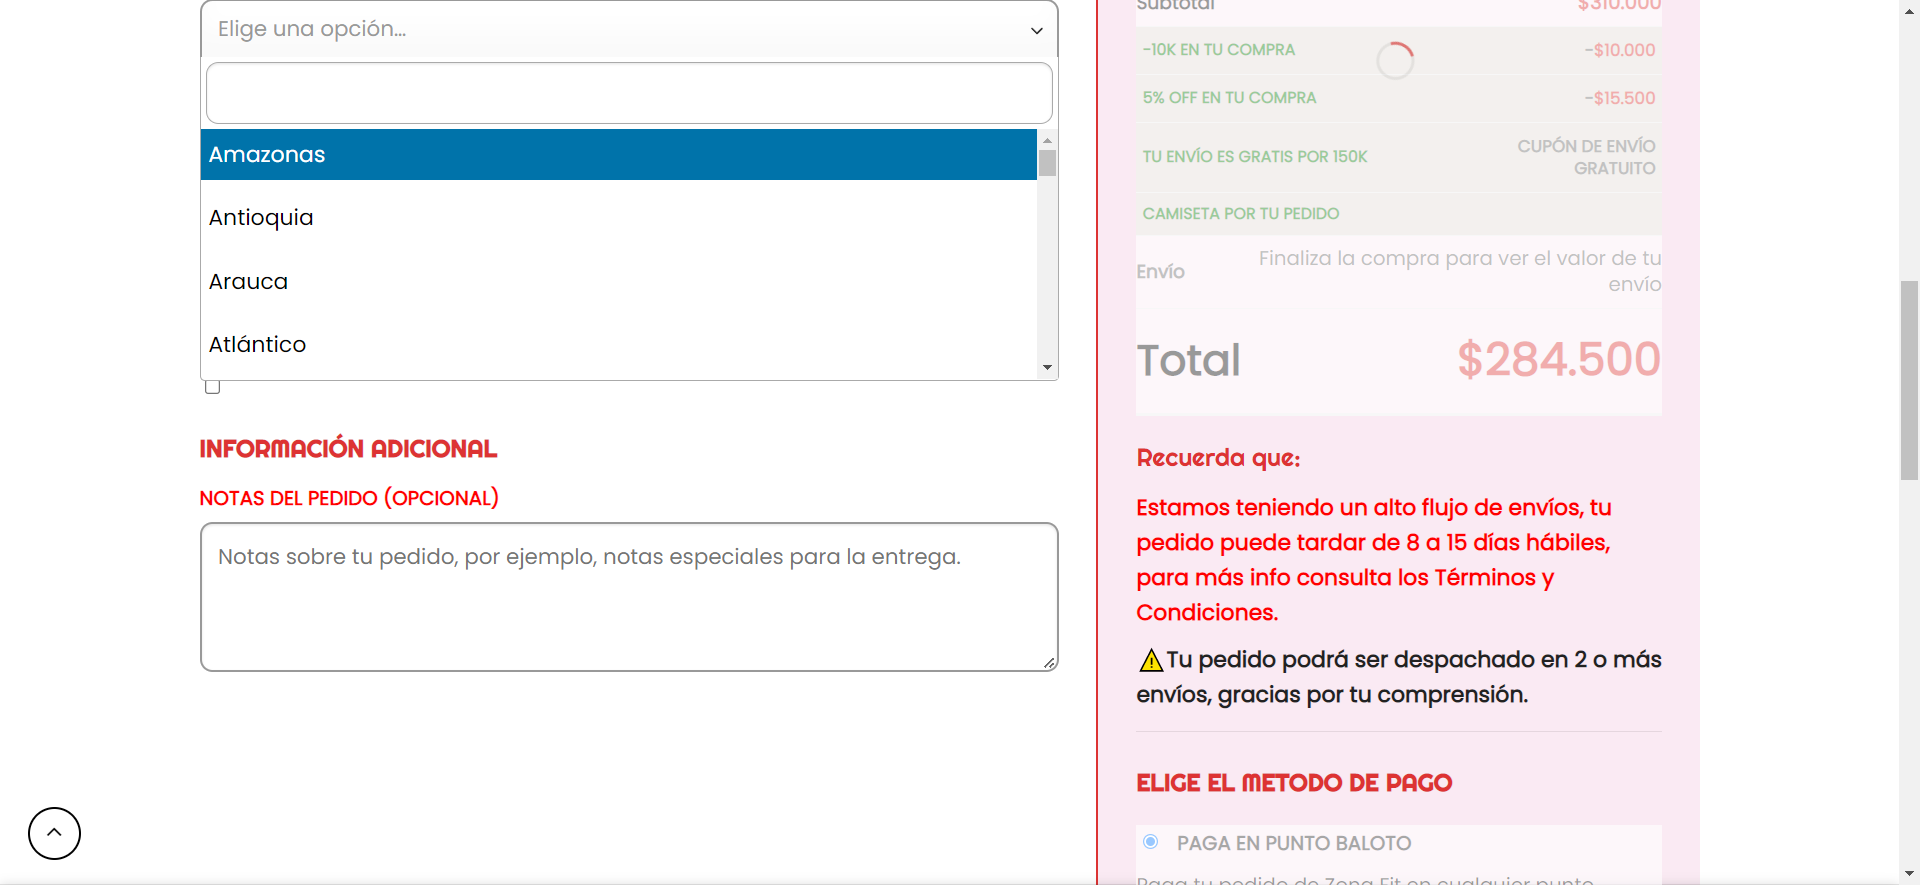 Elige una opción...
Amazonas
Antioquia
Arauca
Atlántico
INFORMACIÓN ADICIONAL
NOTAS DEL PEDIDO (OPCIONAL)
Notas sobre tu pedido, por ejemplo, notas especiales para la entrega.
Subtotal $310.000
-10K EN TU COMPRA -$10.000
5% OFF EN TU COMPRA -$15.500
TU ENVÍO ES GRATIS POR 150K CUPÓN DE ENVÍO
GRATUITO
CAMISETA POR TU PEDIDO
Envío Finaliza la compra para ver el valor de tu
envío
Total $284.500
Recuerda que:
Estamos teniendo un alto flujo de envíos, tu
pedido puede tardar de 8 a 15 días hábiles,
para más info consulta los Términos y
Condiciones.
⚠Tu pedido podrá ser despachado en 2 o más
envíos, gracias por tu comprensión.
ELIGE EL METODO DE PAGO
PAGA EN PUNTO BALOTO
Paga tu pedido de Zona Fit en cualquier punto